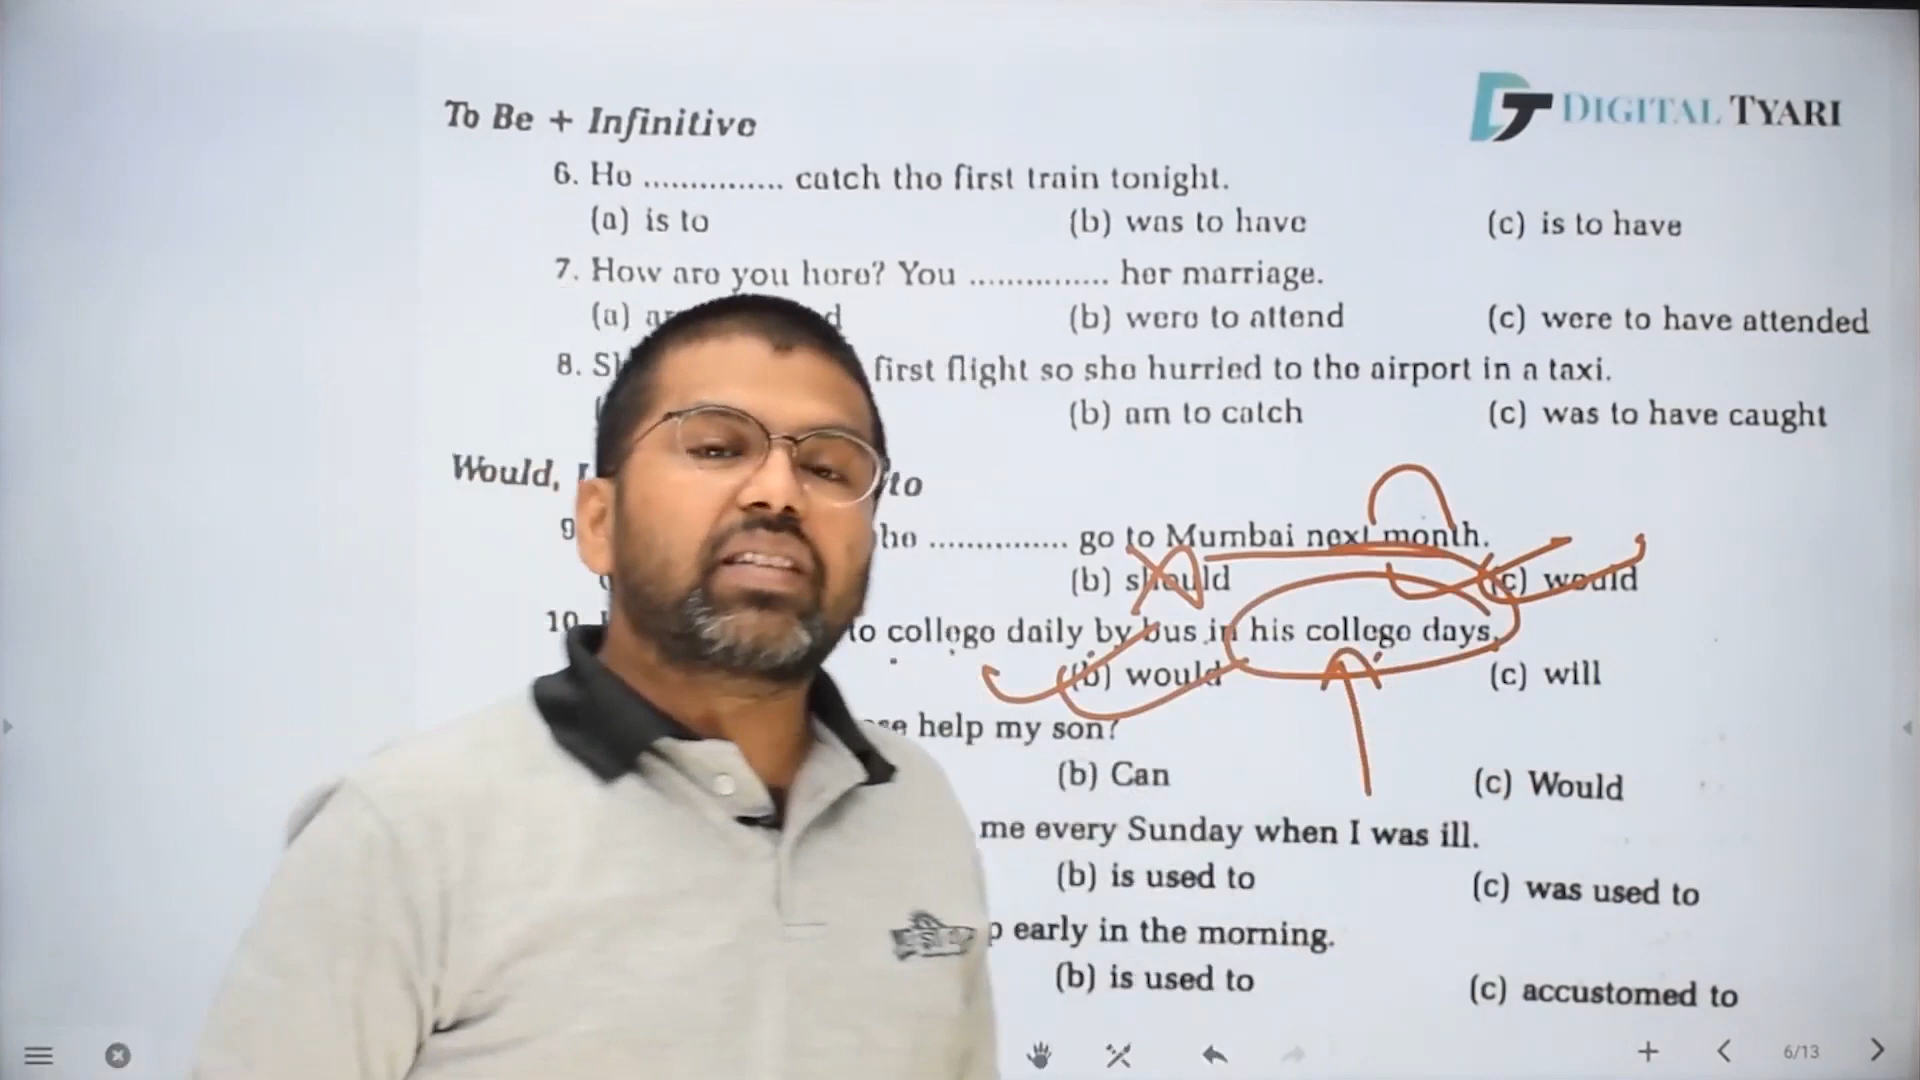 DIGITAL TYARI
To Be + Infinitive
6. He ............... catch the first train tonight.
(a) is to (b) was to have (c) is to have
7. How are you here? You ............... her marriage.
(a) (b) were to attend (c) were to have attended
8. first flight so she hurried to the airport in a taxi.
(b) am to catch (c) was to have caught
Would, to
9 ............... go to Mumbai next month.
(b) should (c) would
10 to college daily by bus in his college days.
(b) would (c) will
help my son?
(b) Can (c) Would
me every Sunday when I was ill.
(b) is used to (c) was used to
early in the morning.
(b) is used to (c) accustomed to
6/13